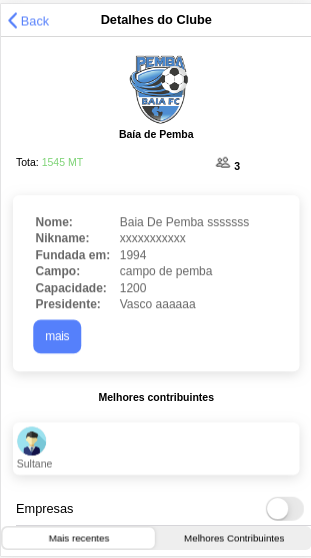 Back
Detalhes do Clube
PEMBA
BAIA FC
Baía de Pemba
Tota: 1545 MT
3
Nome: Baia De Pemba sssssss
Nikname: xxxxxxxxxxx
Fundada em: 1994
Campo: campo de pemba
Capacidade: 1200
Presidente: Vasco aaaaaa
mais
Melhores contribuintes
Sultane
Empresas
Mais recentes
Melhores Contribuintes